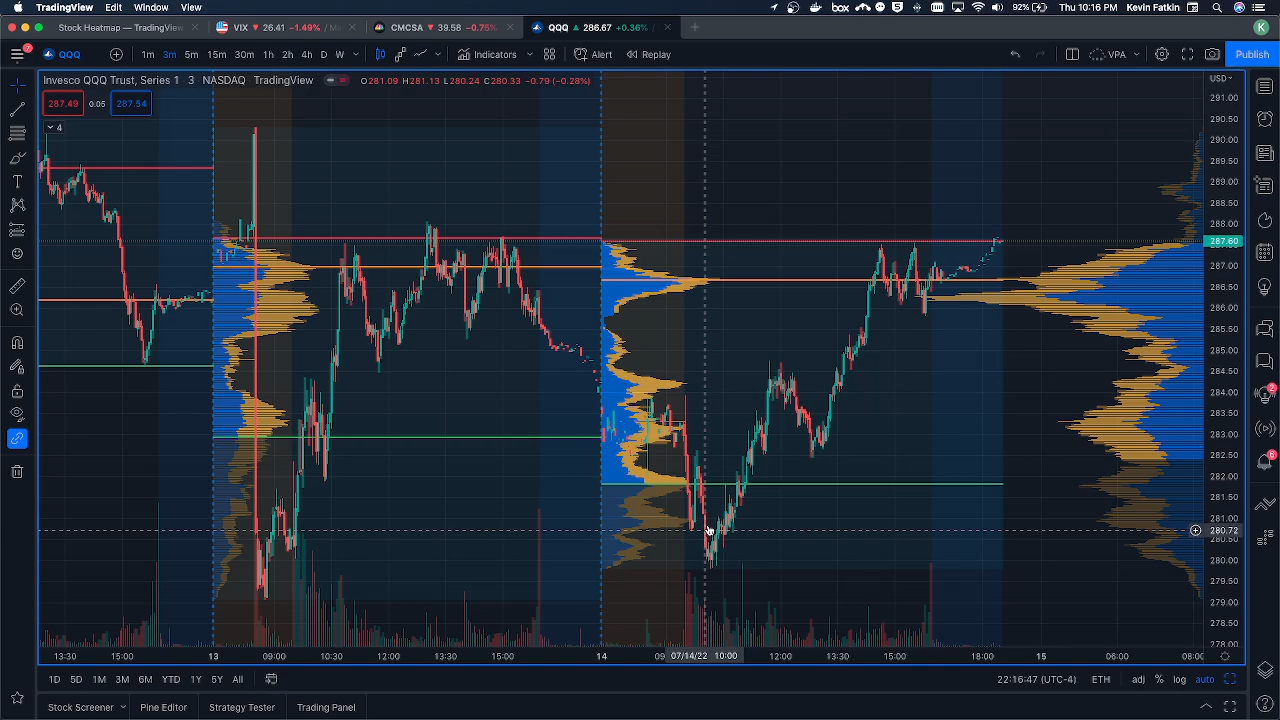 TradingView Edit Window View
Thu Jul 14 10:16 PM Kevin Fatkin
Stock Heatmap — TradingView
VIX 26.41 -1.49% / Mix
CMCSA 39.58 -0.75%
QQQ 286.67 +0.36%
K
7
QQQ 1m 3m 5m 15m 30m 1h 2h 4h D W Indicators Alert Replay VPA Publish
Invesco QQQ Trust, Series 1 · 3 · NASDAQ TradingView
O281.09 H281.13 L280.24 C280.33 -0.79 (-0.28%)
USD
287.49 0.05 287.54
4
291.00
290.50
290.00
289.50
289.00
288.50
288.00
287.60
287.00
286.50
286.00
285.50
285.00
284.50
284.00
283.50
283.00
282.50
282.00
281.50
281.00
280.72
280.50
280.00
279.50
279.00
278.50
278.00
2
6
13:30 15:00 13 09:00 10:30 12:00 13:30 15:00 14 09 07/14/22 10:00 12:00 13:30 15:00 18:00 15 06:00 08:00
1D 5D 1M 3M 6M YTD 1Y 5Y All
22:16:47 (UTC-4) ETH adj % log auto
Stock Screener Pine Editor Strategy Tester Trading Panel